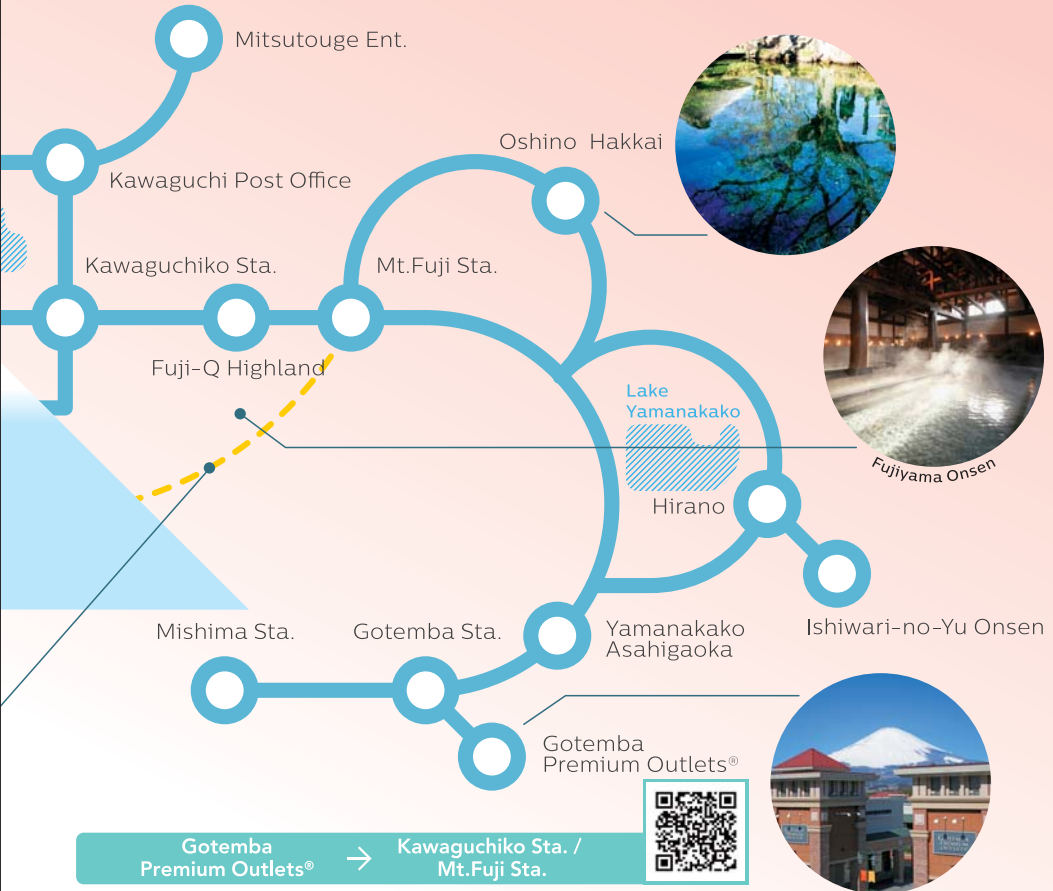 Mitsutouge Ent.
Oshino Hakkai
Kawaguchi Post Office
Kawaguchiko Sta.
Mt.Fuji Sta.
Fuji-Q Highland
Lake
Yamanakako
Fujiyama Onsen
Hirano
Mishima Sta.
Gotemba Sta.
Yamanakako
Asahigaoka
Ishiwari-no-Yu Onsen
Gotemba
Premium Outlets®
Gotemba
Premium Outlets®
→
Kawaguchiko Sta. /
Mt.Fuji Sta.